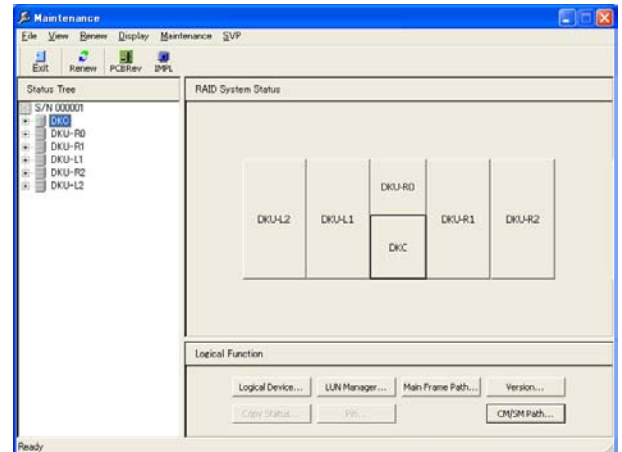 Maintenance
File View Renew Display Maintenance SVP
Exit Renew PCBRev IMPL
Status Tree
S/N 000001
DKC
DKU-R0
DKU-R1
DKU-L1
DKU-R2
DKU-L2
RAID System Status
DKU-L2 DKU-L1 DKU-R0 DKU-R1 DKU-R2
DKC
Logical Function
Logical Device... LUN Manager... Main Frame Path... Version...
Copy Status... Pin... CM/SM Path...
Ready